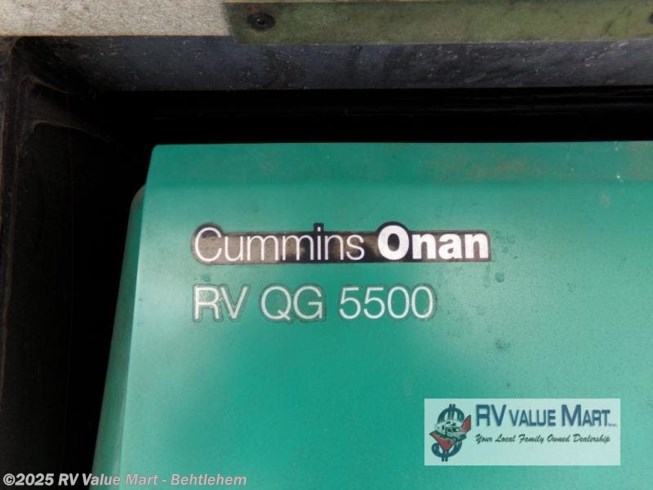 Cummins Onan
RV QG 5500
RV VALUE MART
Your Local Family Owned Dealership
©2025 RV Value Mart - Behtlehem